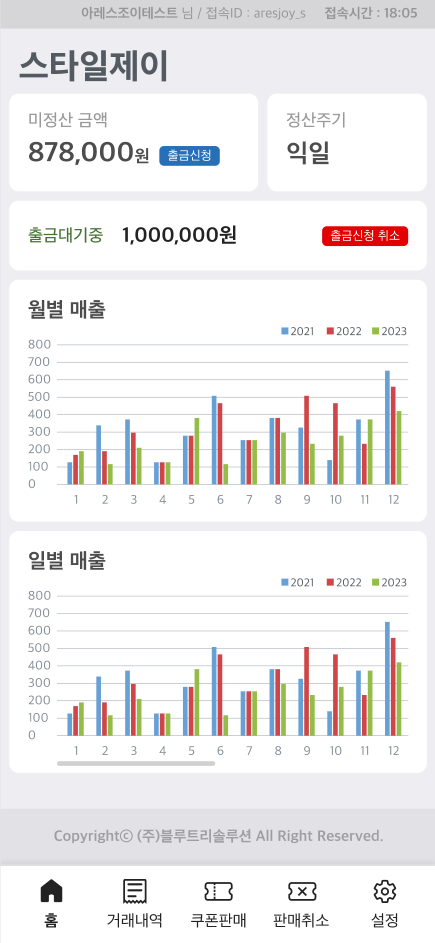 아레스조이테스트 님 / 접속ID : aresjoy_s 접속시간 : 18:05
스타일제이
미정산 금액
878,000원 출금신청
정산주기
익일
출금대기중 1,000,000원 출금신청 취소
월별 매출
2021 2022 2023
800
700
600
500
400
300
200
100
0
1 2 3 4 5 6 7 8 9 10 11 12
일별 매출
2021 2022 2023
800
700
600
500
400
300
200
100
0
1 2 3 4 5 6 7 8 9 10 11 12
Copyrightⓒ (주)블루트리솔루션 All Right Reserved.
홈 거래내역 쿠폰판매 판매취소 설정